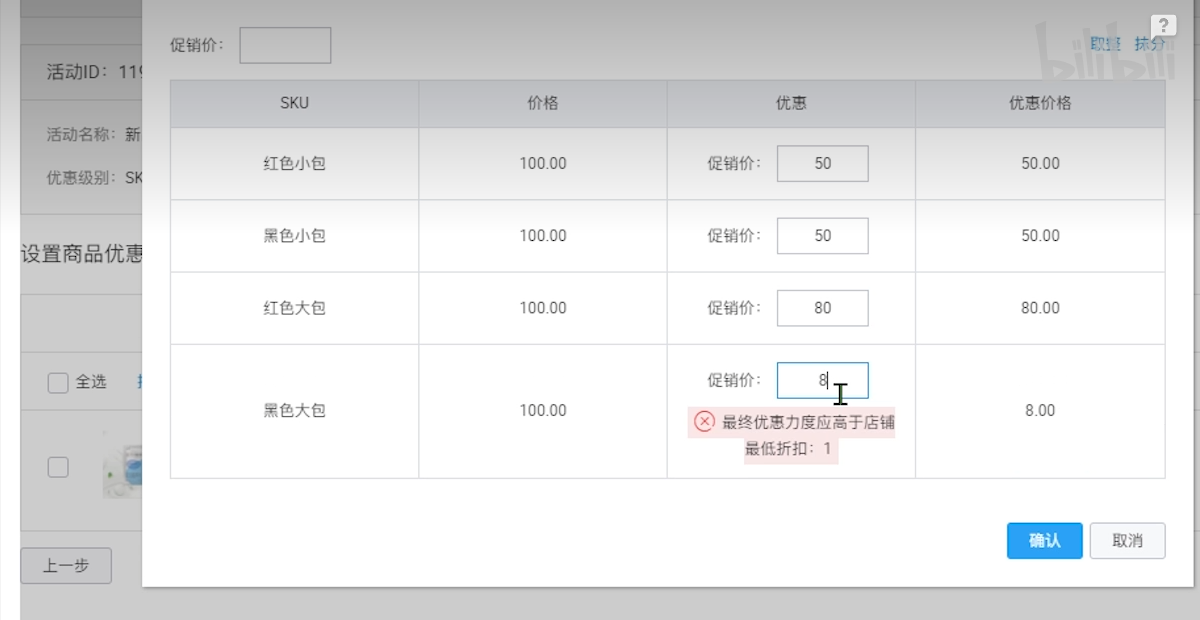 促销价：
取整 抹分
?
bilibili
活动ID：119
SKU 价格 优惠 优惠价格
活动名称：新
红色小包 100.00 促销价： 50 50.00
优惠级别：SK
黑色小包 100.00 促销价： 50 50.00
设置商品优惠
红色大包 100.00 促销价： 80 80.00
全选
黑色大包 100.00 促销价： 8 8.00
最终优惠力度应高于店铺
最低折扣：1
确认 取消
上一步